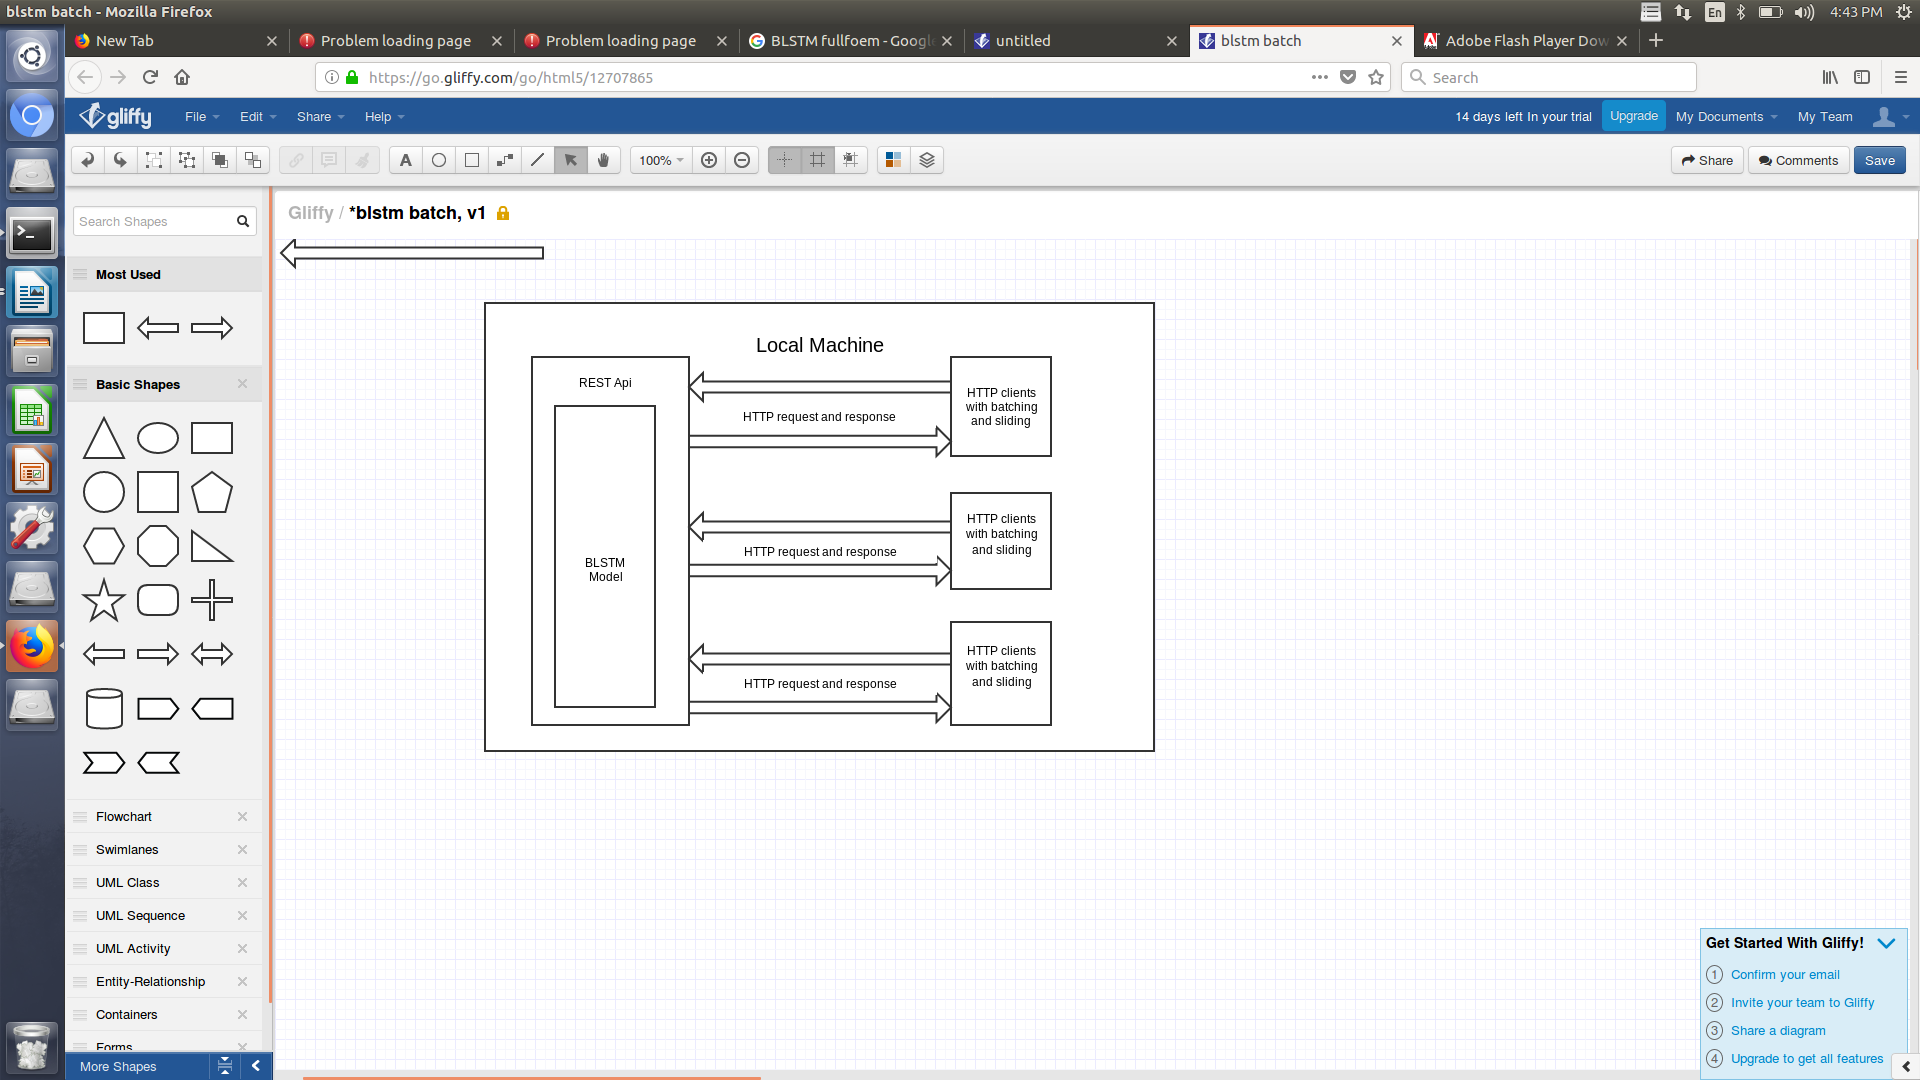 blstm batch - Mozilla Firefox
En
4:43 PM
New Tab
Problem loading page
Problem loading page
BLSTM fullfoem - Google
untitled
blstm batch
Adobe Flash Player Dow
https://go.gliffy.com/go/html5/12707865
Search
gliffy
File
Edit
Share
Help
14 days left In your trial
Upgrade
My Documents
My Team
A
100%
Share
Comments
Save
Search Shapes
Gliffy / *blstm batch, v1
Most Used
Basic Shapes
Flowchart
Swimlanes
UML Class
UML Sequence
UML Activity
Entity-Relationship
Containers
Forms
More Shapes
Local Machine
REST Api
BLSTM
Model
HTTP request and response
HTTP clients
with batching
and sliding
HTTP request and response
HTTP clients
with batching
and sliding
HTTP request and response
HTTP clients
with batching
and sliding
Get Started With Gliffy!
1 Confirm your email
2 Invite your team to Gliffy
3 Share a diagram
4 Upgrade to get all features